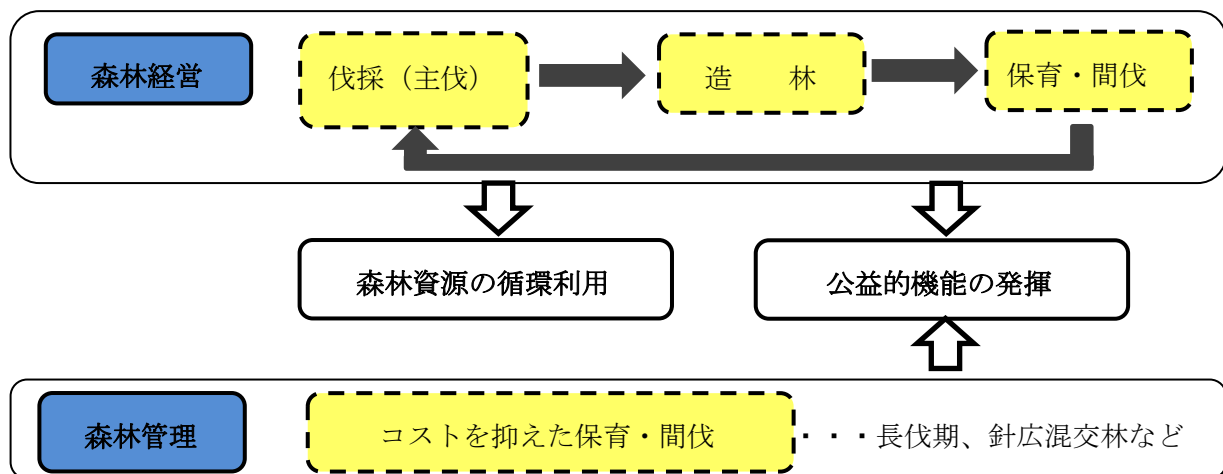 森林経営
伐採（主伐）
造　　林
保育・間伐
森林資源の循環利用
公益的機能の発揮
森林管理
コストを抑えた保育・間伐
・・・長伐期、針広混交林など